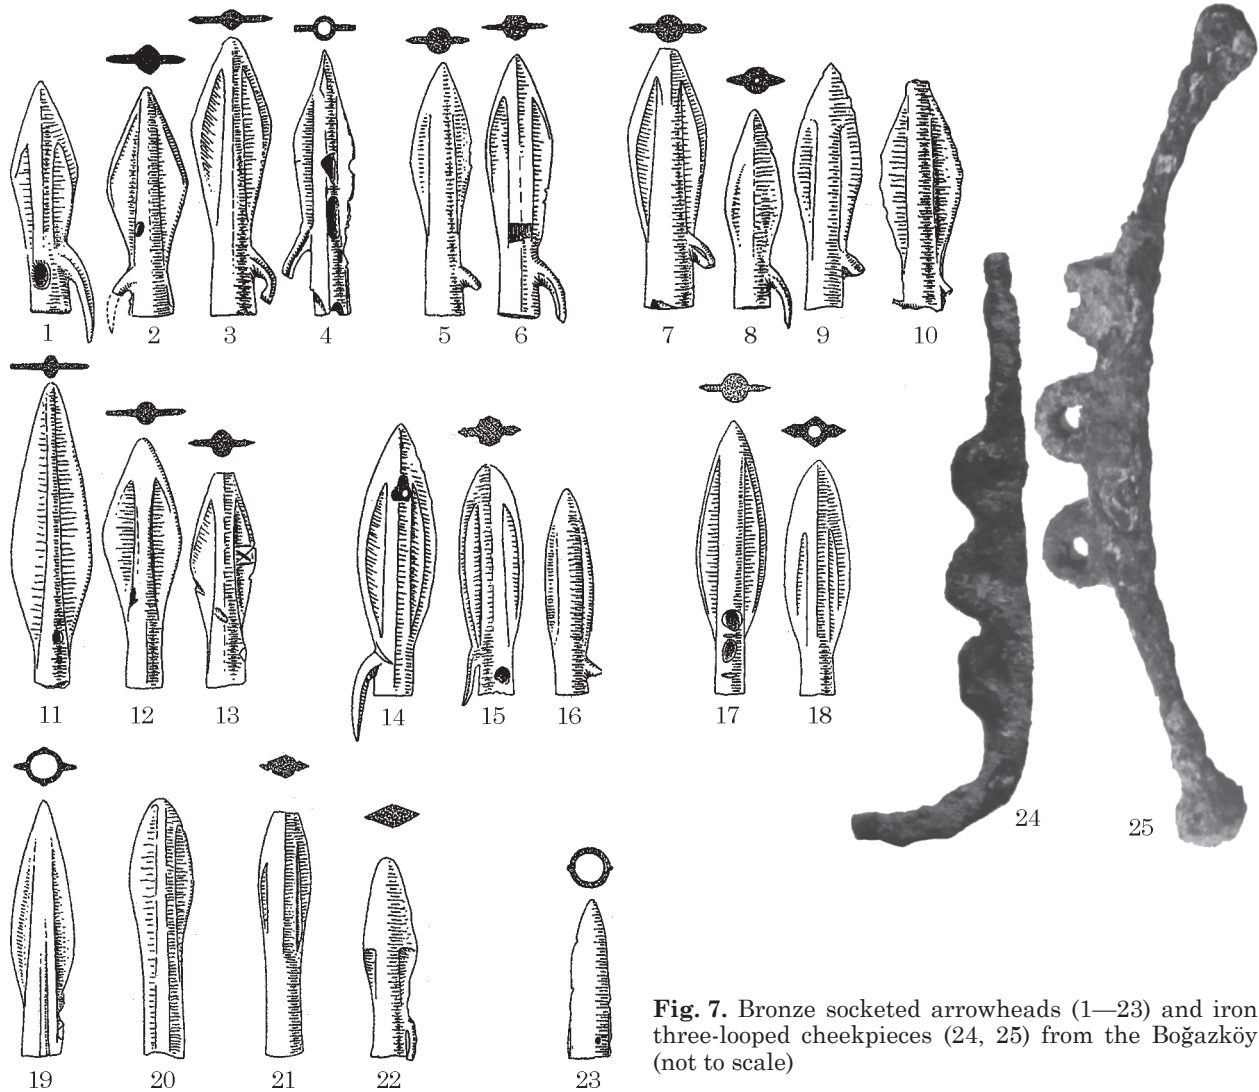 1 2 3 4 5 6 7 8 9 10
11 12 13 14 15 16 17 18
24 25
19 20 21 22 23
Fig. 7. Bronze socketed arrowheads (1—23) and iron
three-looped cheekpieces (24, 25) from the Boğazköy
(not to scale)